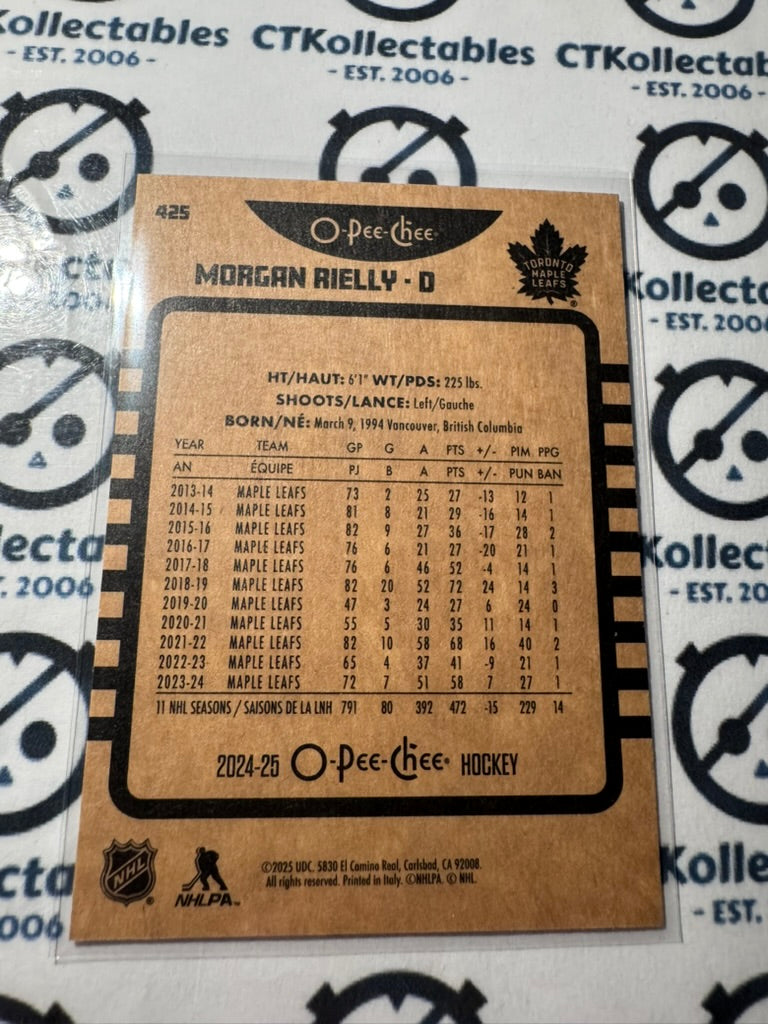 Kollectables CTKollectables CTKollectab
- EST. 2006 - - EST. 2006 - - EST. 2006 -
425
O-Pee-Chee
MORGAN RIELLY - D
TORONTO
MAPLE
LEAFS
HT/HAUT: 6'1" WT/PDS: 225 lbs.
SHOOTS/LANCE: Left/Gauche
BORN/NÉ: March 9, 1994 Vancouver, British Columbia
YEAR TEAM GP G A PTS +/- PIM PPG
AN ÉQUIPE PJ B A PTS +/- PUN BAN
2013-14 MAPLE LEAFS 73 2 25 27 -13 12 1
2014-15 MAPLE LEAFS 81 8 21 29 -16 14 1
2015-16 MAPLE LEAFS 82 9 27 36 -17 28 2
2016-17 MAPLE LEAFS 76 6 21 27 -20 21 1
2017-18 MAPLE LEAFS 76 6 46 52 -4 14 1
2018-19 MAPLE LEAFS 82 20 52 72 24 14 3
2019-20 MAPLE LEAFS 47 3 24 27 6 24 0
2020-21 MAPLE LEAFS 55 5 30 35 11 14 1
2021-22 MAPLE LEAFS 82 10 58 68 16 40 2
2022-23 MAPLE LEAFS 65 4 37 41 -9 21 1
2023-24 MAPLE LEAFS 72 7 51 58 7 27 1
11 NHL SEASONS / SAISONS DE LA LNH 791 80 392 472 -15 229 14
2024-25 O-Pee-Chee HOCKEY
NHL
NHLPA™
©2025 UDC. 5830 El Camino Real, Carlsbad, CA 92008.
All rights reserved. Printed in Italy. ©NHLPA. © NHL.
Kollecta
- EST. 2006
Kollect
- EST. 20
Kolle
- EST.
lecta
. 2006
cta
006